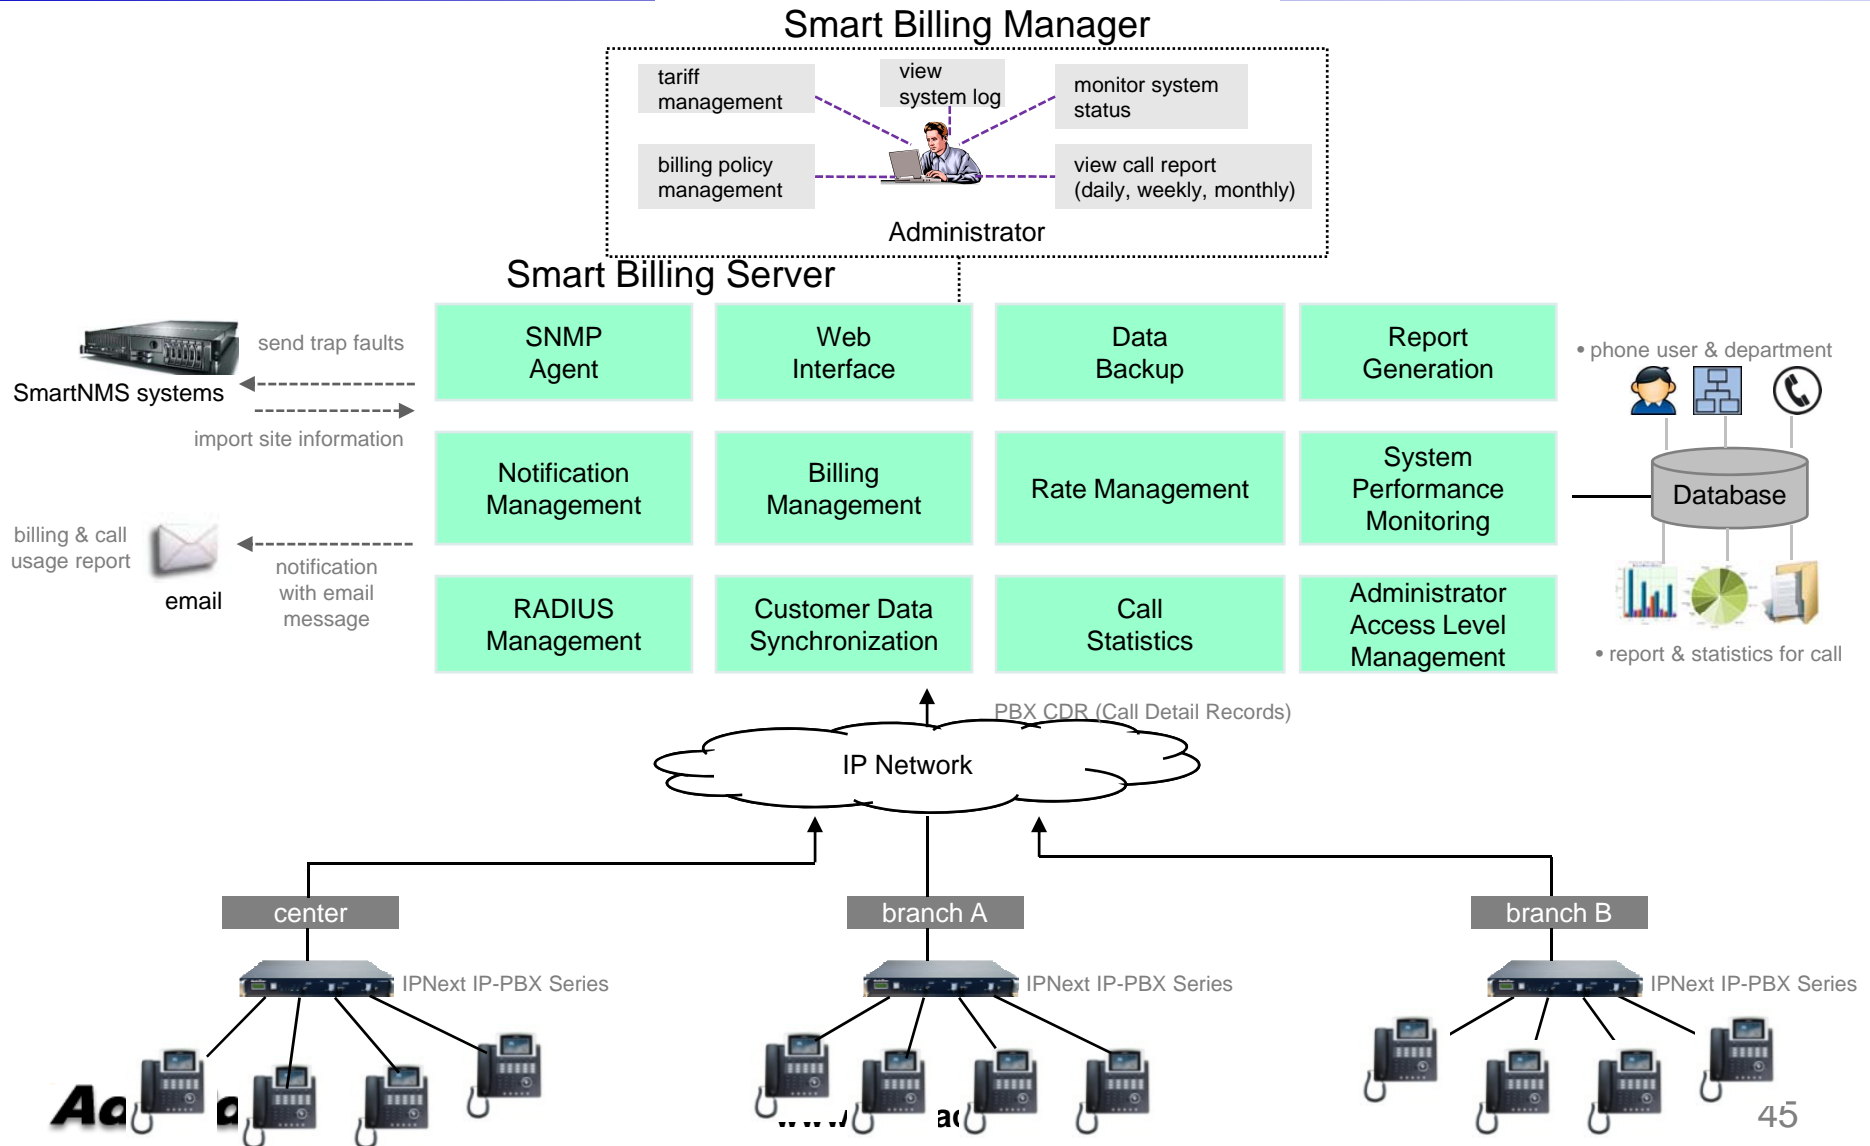 Smart Billing Manager
tariff
management
view
system log
monitor system
status
billing policy
management
view call report
(daily, weekly, monthly)
Administrator
Smart Billing Server
SNMP
Agent
Web
Interface
Data
Backup
Report
Generation
send trap faults
SmartNMS systems
import site information
• phone user & department
Notification
Management
Billing
Management
Rate Management
System
Performance
Monitoring
Database
billing & call
usage report
email
notification
with email
message
RADIUS
Management
Customer Data
Synchronization
Call
Statistics
Administrator
Access Level
Management
• report & statistics for call
PBX CDR (Call Detail Records)
IP Network
center
branch A
branch B
IPNext IP-PBX Series
IPNext IP-PBX Series
IPNext IP-PBX Series
45